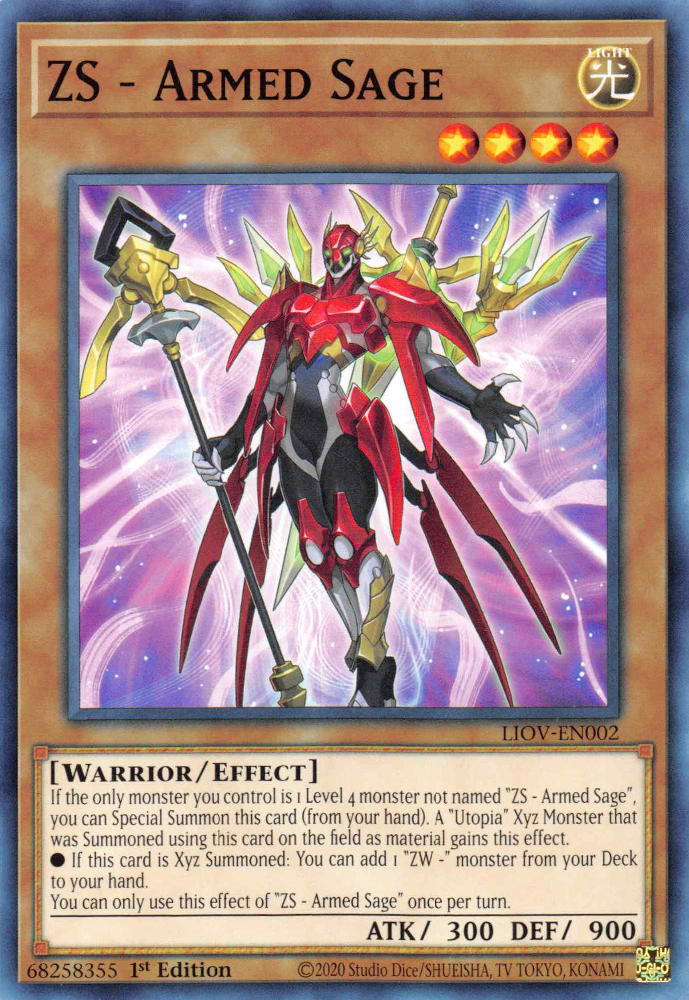 ZS - Armed Sage
LIGHT
光
LIOV-EN002
[Warrior/Effect]
If the only monster you control is 1 Level 4 monster not named "ZS - Armed Sage",
you can Special Summon this card (from your hand). A "Utopia" Xyz Monster that
was Summoned using this card on the field as material gains this effect.
● If this card is Xyz Summoned: You can add 1 "ZW -" monster from your Deck
to your hand.
You can only use this effect of "ZS - Armed Sage" once per turn.
ATK/ 300 DEF/ 900
68258355 1st Edition ©2020 Studio Dice/SHUEISHA, TV TOKYO, KONAMI